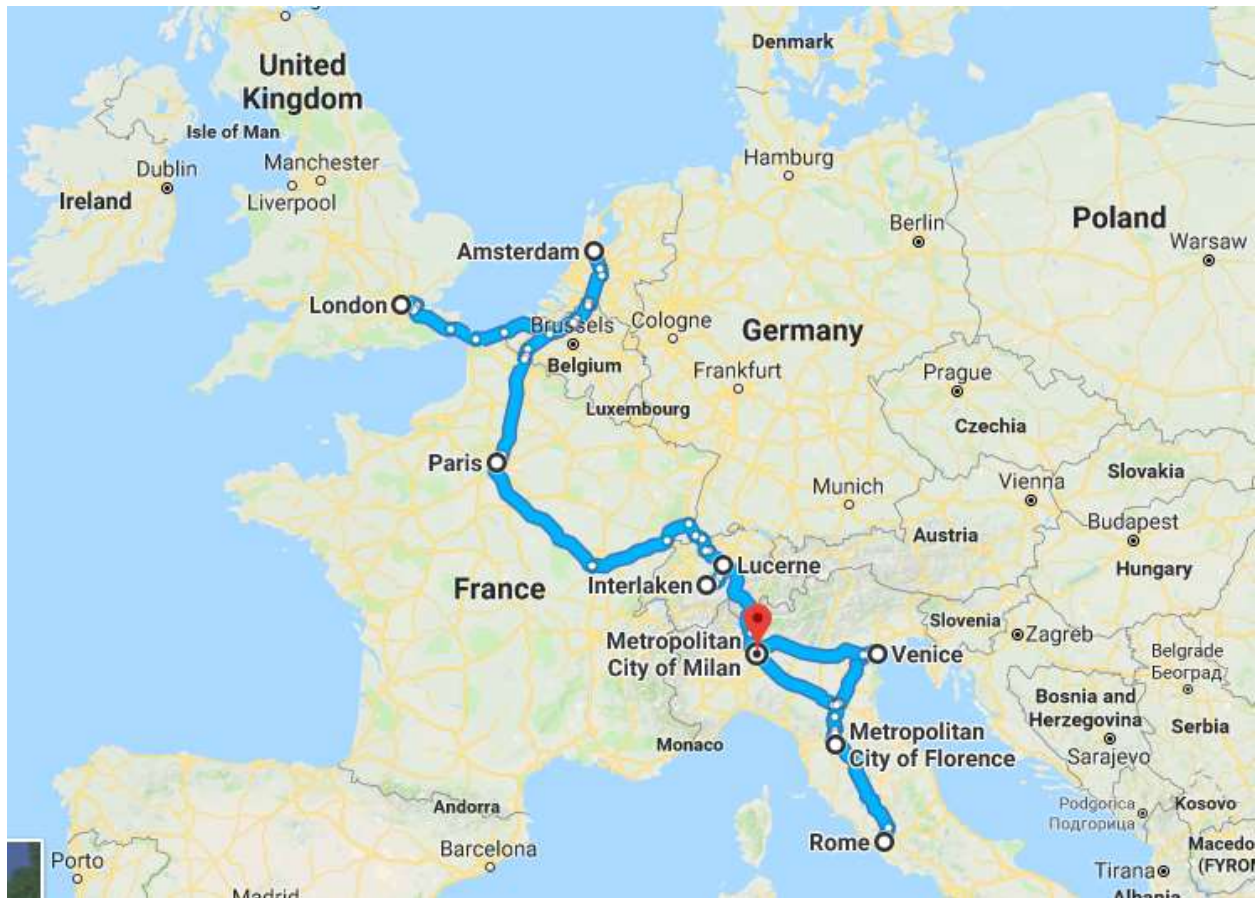 Denmark
United
Kingdom
Isle of Man
Dublin
Manchester
Hamburg
Ireland
Liverpool
Berlin
Poland
Warsaw
Amsterdam
London
Brussels
Cologne
Germany
Belgium
Frankfurt
Prague
Luxembourg
Czechia
Paris
Slovakia
Munich
Vienna
Budapest
Austria
Lucerne
Hungary
France
Interlaken
Slovenia
Zagreb
Metropolitan
City of Milan
Venice
Belgrade
Београд
Bosnia and
Herzegovina
Serbia
Metropolitan
City of Florence
Monaco
Sarajevo
Andorra
Podgorica
Подгорица
Kosovo
Rome
Macedo
(FYRON
Porto
Barcelona
Tirana
Madrid
Albania